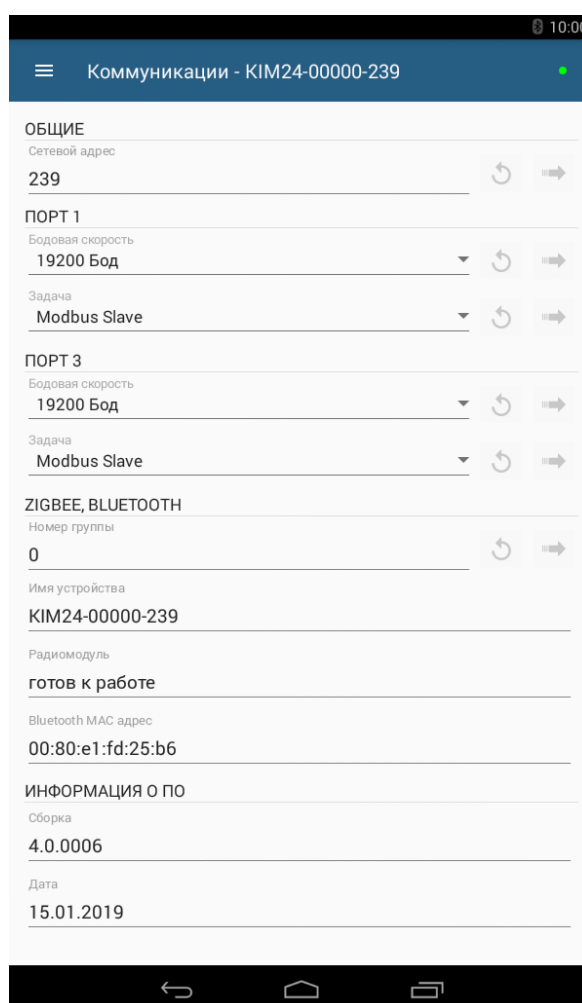 10:00
Коммуникации - KIM24-00000-239
ОБЩИЕ
Сетевой адрес
239
ПОРТ 1
Бодовая скорость
19200 Бод
Задача
Modbus Slave
ПОРТ 3
Бодовая скорость
19200 Бод
Задача
Modbus Slave
ZIGBEE, BLUETOOTH
Номер группы
0
Имя устройства
KIM24-00000-239
Радиомодуль
готов к работе
Bluetooth MAC адрес
00:80:e1:fd:25:b6
ИНФОРМАЦИЯ О ПО
Сборка
4.0.0006
Дата
15.01.2019